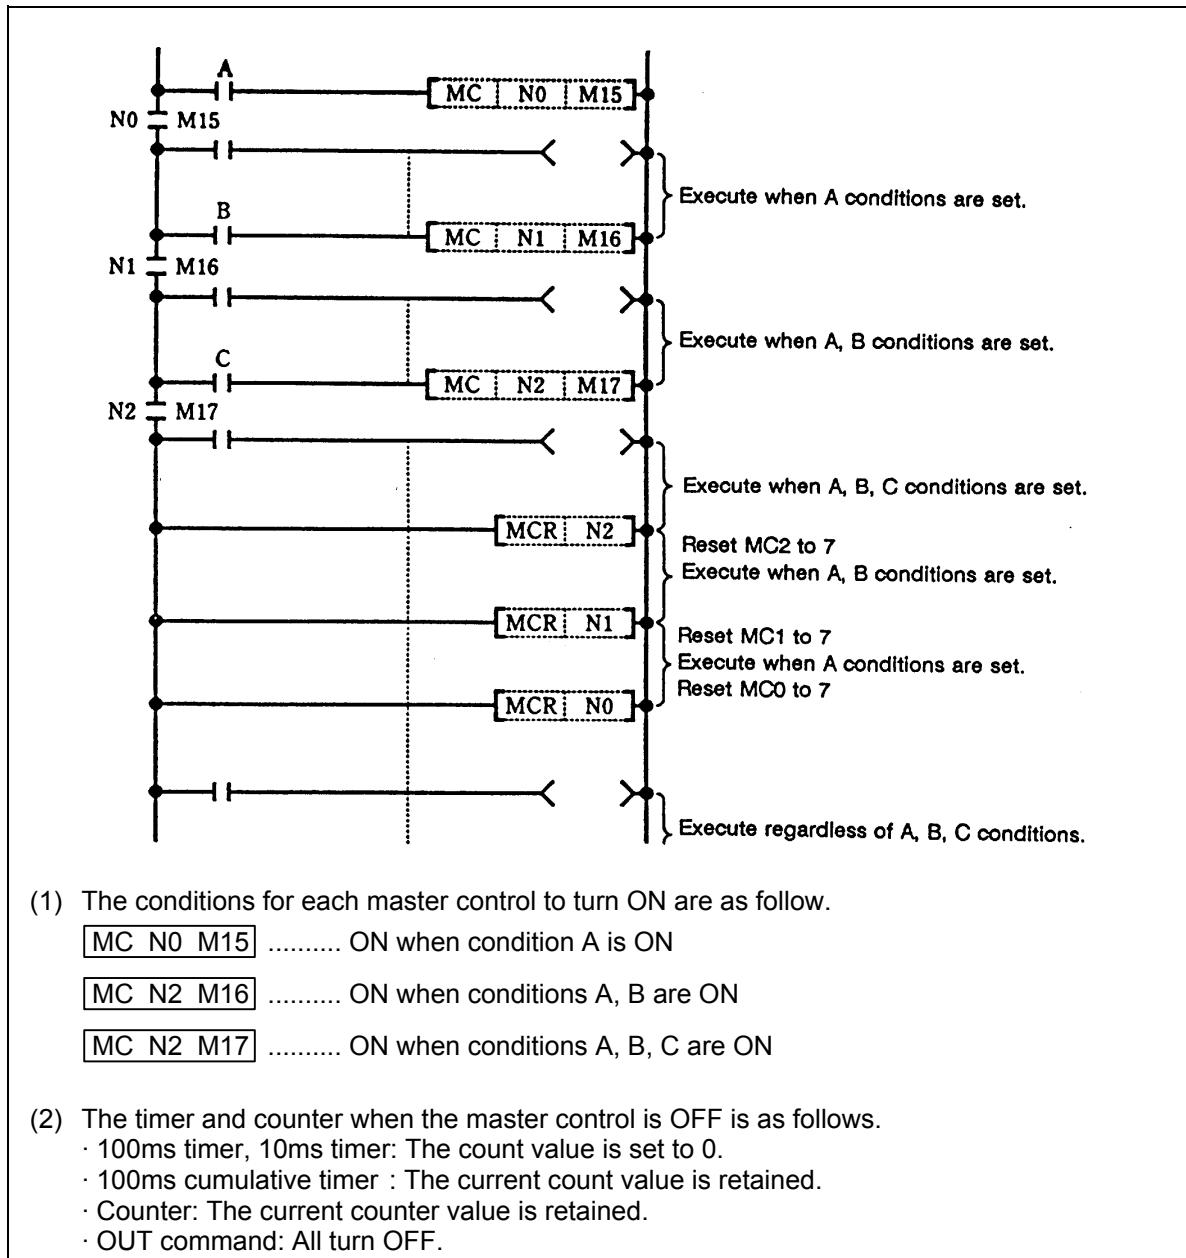 A
MC N0 M15
N0 M15
Execute when A conditions are set.
B
MC N1 M16
N1 M16
Execute when A, B conditions are set.
C
MC N2 M17
N2 M17
Execute when A, B, C conditions are set.
MCR N2
Reset MC2 to 7
Execute when A, B conditions are set.
MCR N1
Reset MC1 to 7
Execute when A conditions are set.
Reset MC0 to 7
MCR N0
Execute regardless of A, B, C conditions.
(1) The conditions for each master control to turn ON are as follow.
MC N0 M15 .......... ON when condition A is ON
MC N2 M16 .......... ON when conditions A, B are ON
MC N2 M17 .......... ON when conditions A, B, C are ON
(2) The timer and counter when the master control is OFF is as follows.
· 100ms timer, 10ms timer: The count value is set to 0.
· 100ms cumulative timer : The current count value is retained.
· Counter: The current counter value is retained.
· OUT command: All turn OFF.